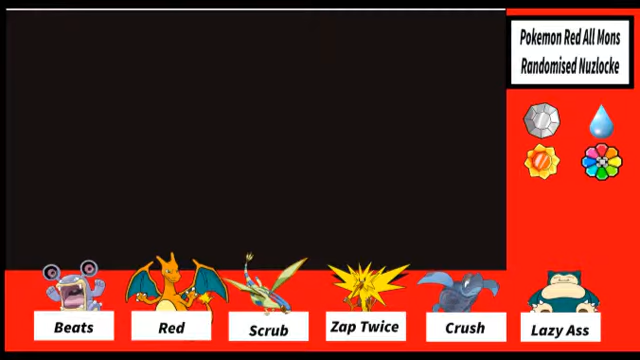 Pokemon Red All Mons
Randomised Nuzlocke
Beats
Red
Scrub
Zap Twice
Crush
Lazy Ass